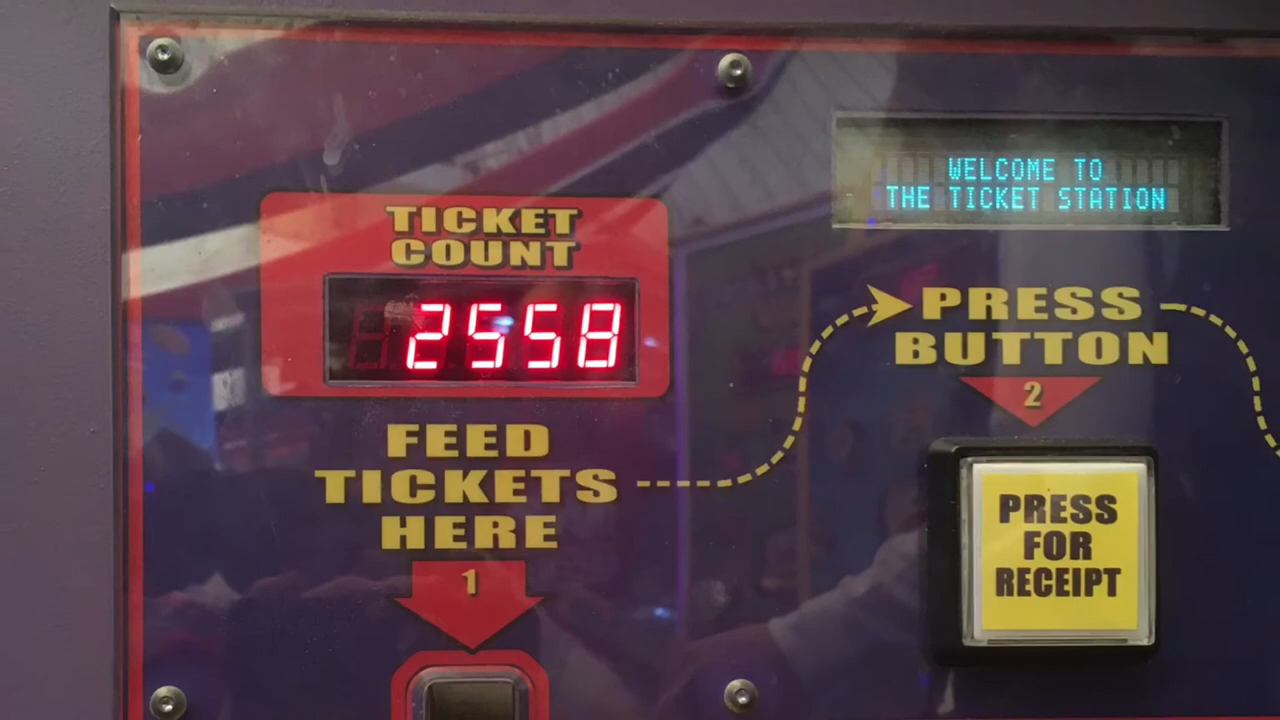 TICKET
COUNT
2558
FEED
TICKETS
HERE
1
WELCOME TO
THE TICKET STATION
PRESS
BUTTON
2
PRESS
FOR
RECEIPT